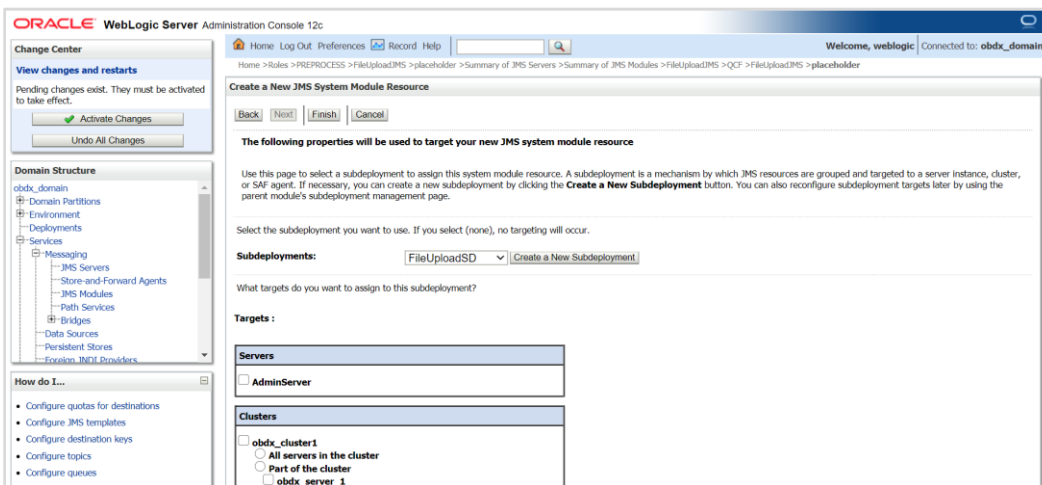 ORACLE WebLogic Server Administration Console 12c
Change Center
View changes and restarts
Pending changes exist. They must be activated
to take effect.
Activate Changes
Undo All Changes
Domain Structure
obdx_domain
Domain Partitions
Environment
Deployments
Services
Messaging
JMS Servers
Store-and-Forward Agents
JMS Modules
Path Services
Bridges
Data Sources
Persistent Stores
Foreign JNDI Providers
How do I...
Configure quotas for destinations
Configure JMS templates
Configure destination keys
Configure topics
Configure queues
Home Log Out Preferences Record Help
Welcome, weblogic Connected to: obdx_domain
Home >Roles >PREPROCESS >FileUploadJMS >placeholder >Summary of JMS Servers >Summary of JMS Modules >FileUploadJMS >QCF >FileUploadJMS >placeholder
Create a New JMS System Module Resource
Back Next Finish Cancel
The following properties will be used to target your new JMS system module resource
Use this page to select a subdeployment to assign this system module resource. A subdeployment is a mechanism by which JMS resources are grouped and targeted to a server instance, cluster,
or SAF agent. If necessary, you can create a new subdeployment by clicking the Create a New Subdeployment button. You can also reconfigure subdeployment targets later by using the
parent module's subdeployment management page.
Select the subdeployment you want to use. If you select (none), no targeting will occur.
Subdeployments: FileUploadSD Create a New Subdeployment
What targets do you want to assign to this subdeployment?
Targets :
Servers
AdminServer
Clusters
obdx_cluster1
All servers in the cluster
Part of the cluster
obdx_server_1